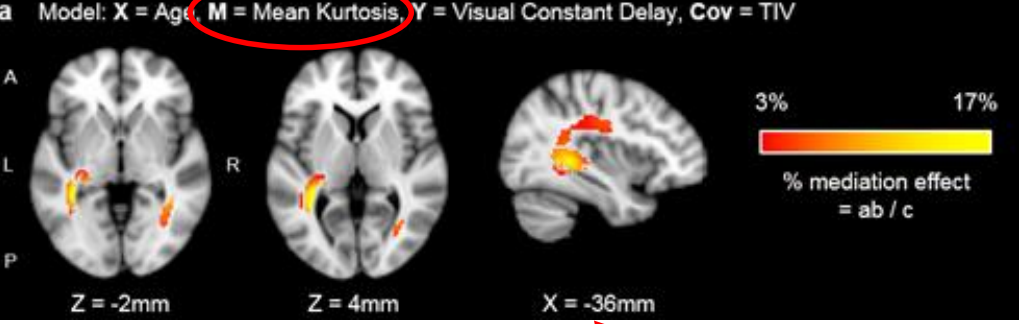 a Model: X = Age, M = Mean Kurtosis, Y = Visual Constant Delay, Cov = TIV
A
3% 17%
L R
% mediation effect
= ab / c
P
Z = -2mm Z = 4mm X = -36mm